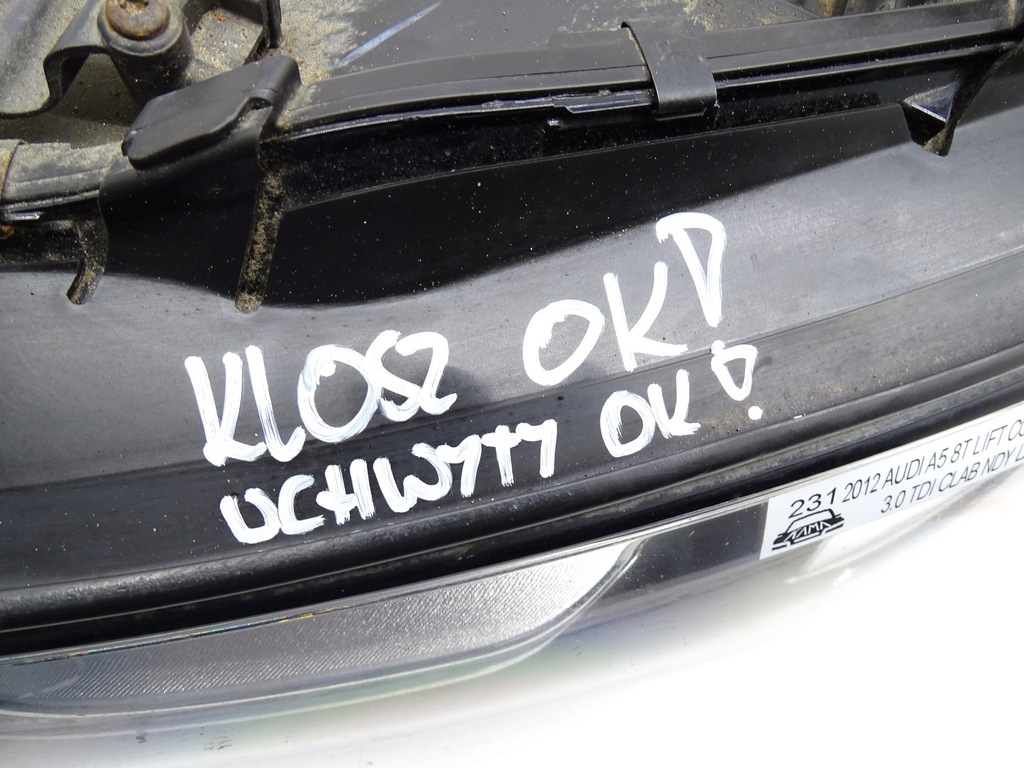 KLOSZ OK!
UCHWYTY OK!
231 2012 AUDI A5 8T LIFT
3.0 TDI CLAB NDY